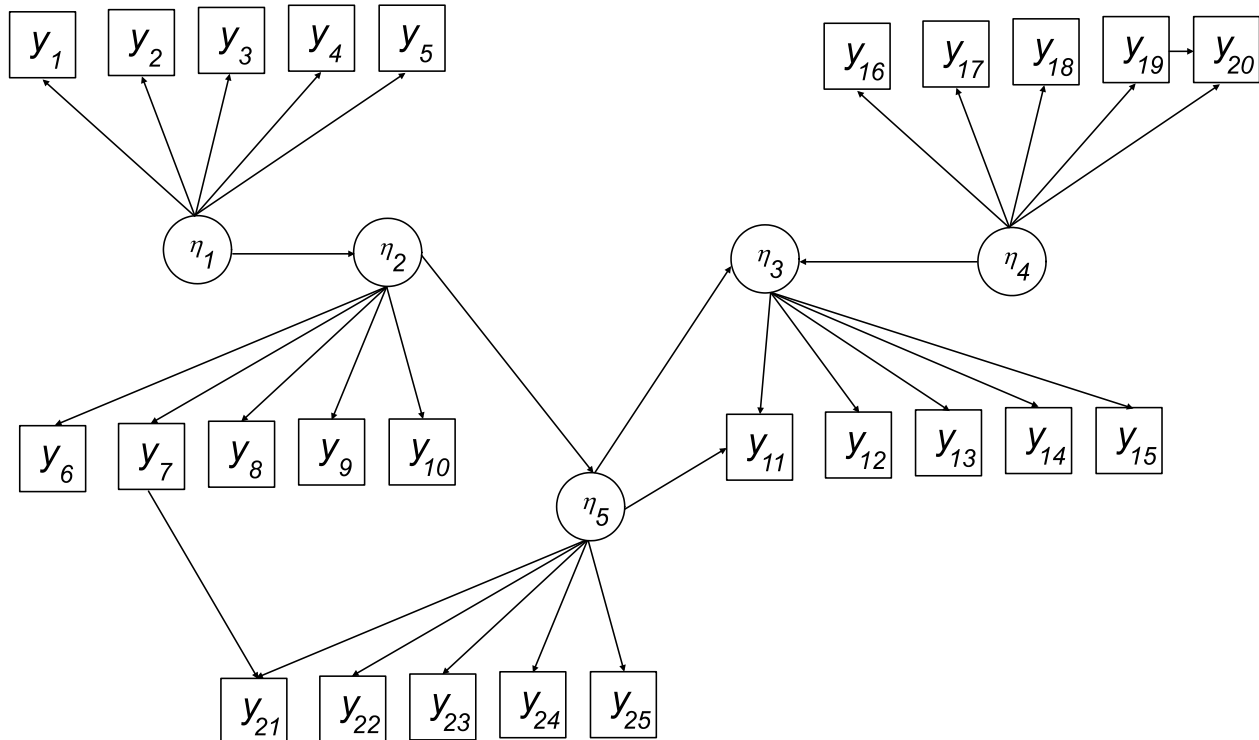 y1 y2 y3 y4 y5
y16 y17 y18 y19 y20
η1 η2 η3 η4
y6 y7 y8 y9 y10
y11 y12 y13 y14 y15
η5
y21 y22 y23 y24 y25